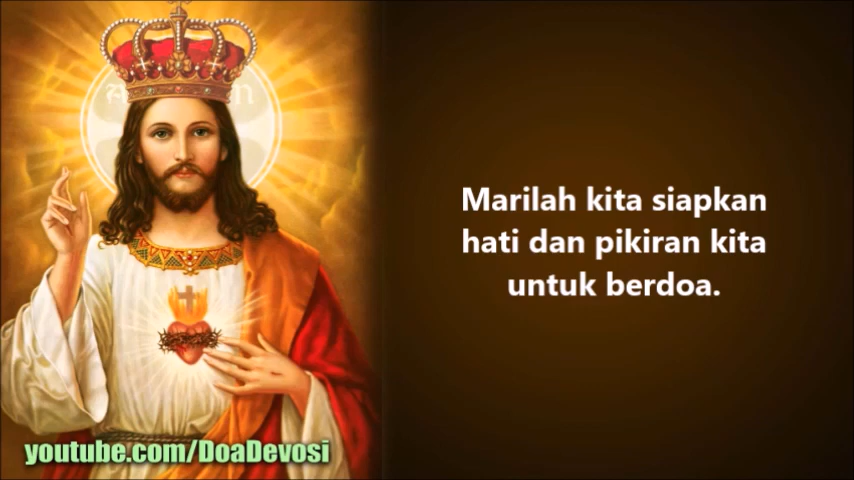 Marilah kita siapkan
hati dan pikiran kita
untuk berdoa.
youtube.com/DoaDevosi